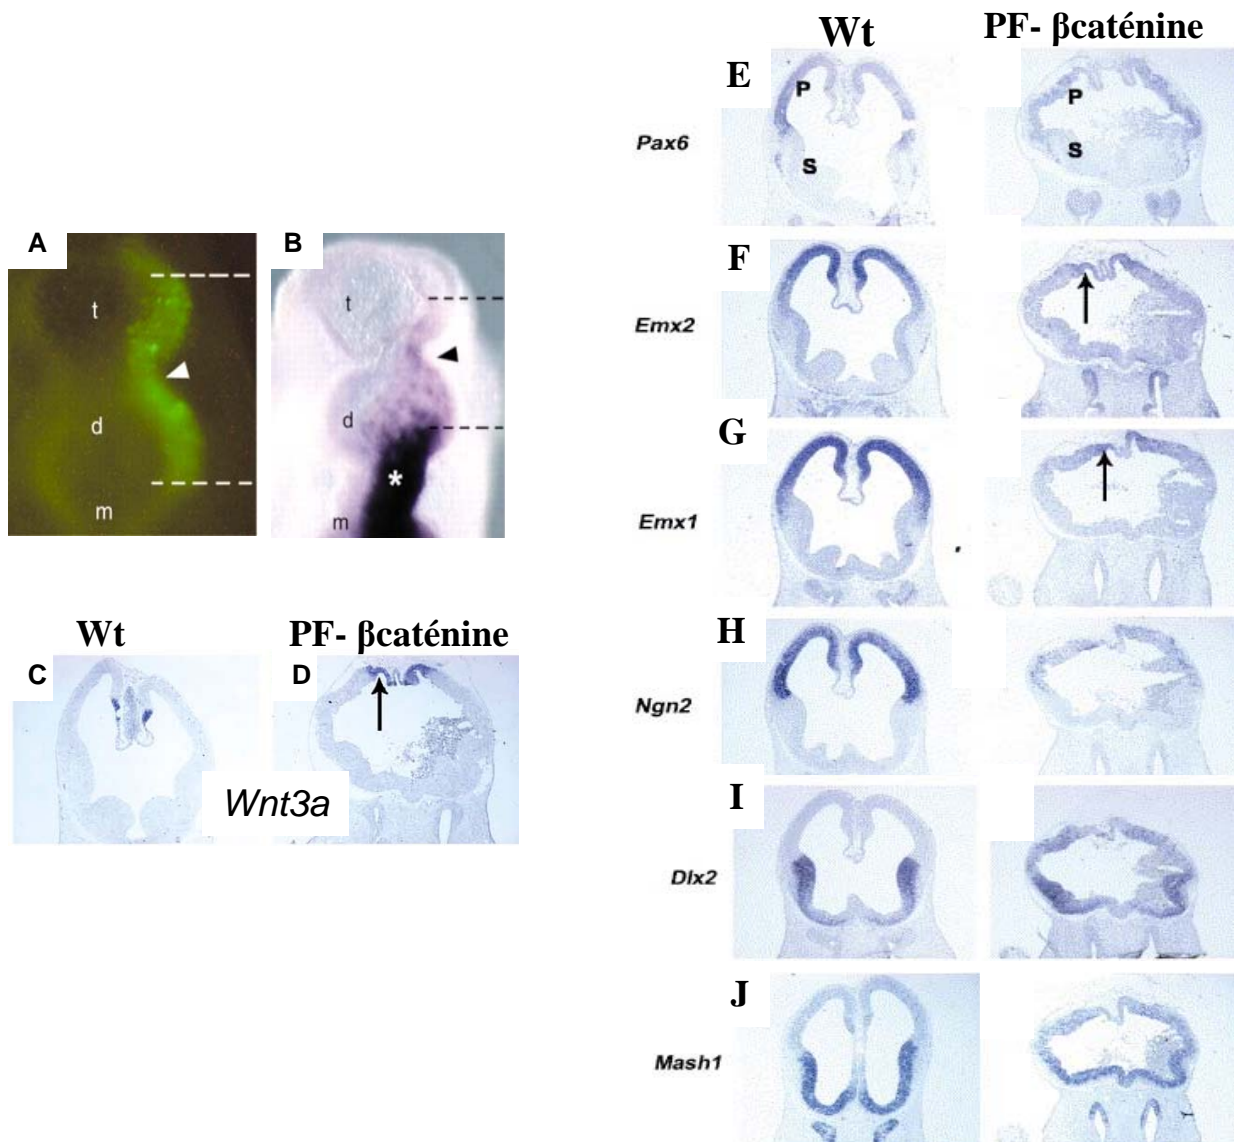 Wt
PF- βcaténine
E
P
P
Pax6
S
S
A
B
t
t
F
Emx2
d
d
*
m
m
G
Emx1
Wt
PF- βcaténine
C
D
H
Ngn2
Wnt3a
I
Dlx2
J
Mash1